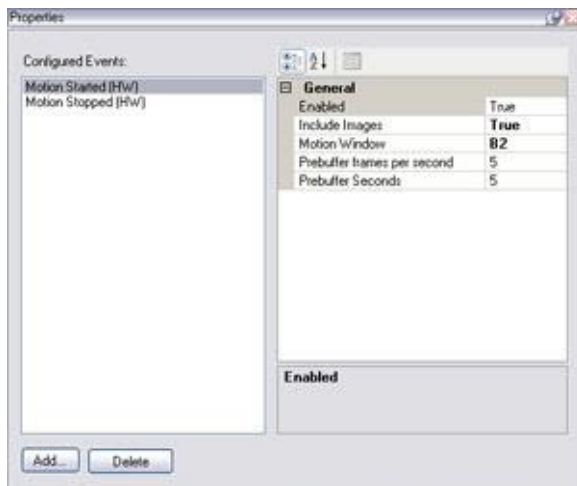 Properties
Configured Events:
Motion Started (HW)
Motion Stopped (HW)
General
Enabled True
Include Images True
Motion Window B2
Prebuffer frames per second 5
Prebuffer Seconds 5
Enabled
Add... Delete